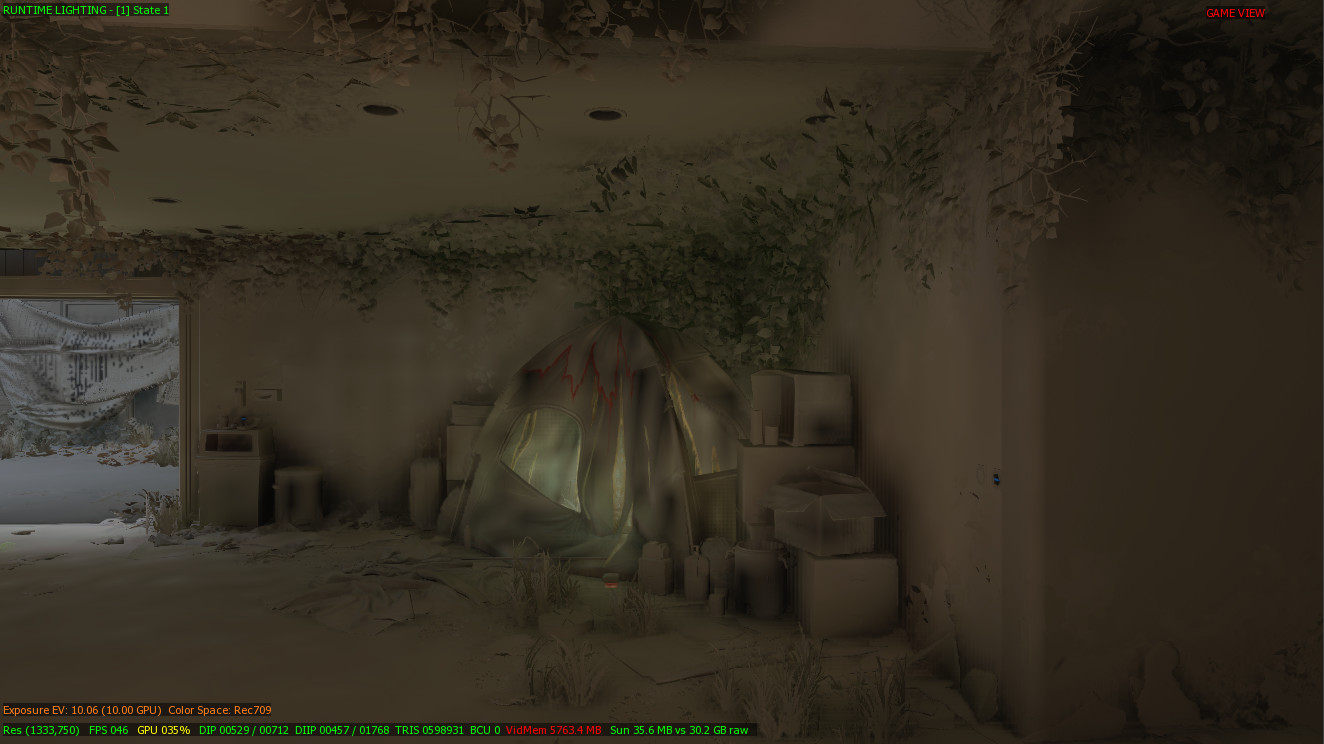 RUNTIME LIGHTING - [1] State 1
GAME VIEW
Exposure EV: 10.06 (10.00 GPU) Color Space: Rec709
Res (1333,750) FPS 046 GPU 035% DIP 00529 / 00712 DIIP 00457 / 01768 TRIS 0598931 BCU 0 VidMem 5763.4 MB Sun 35.6 MB vs 30.2 GB raw